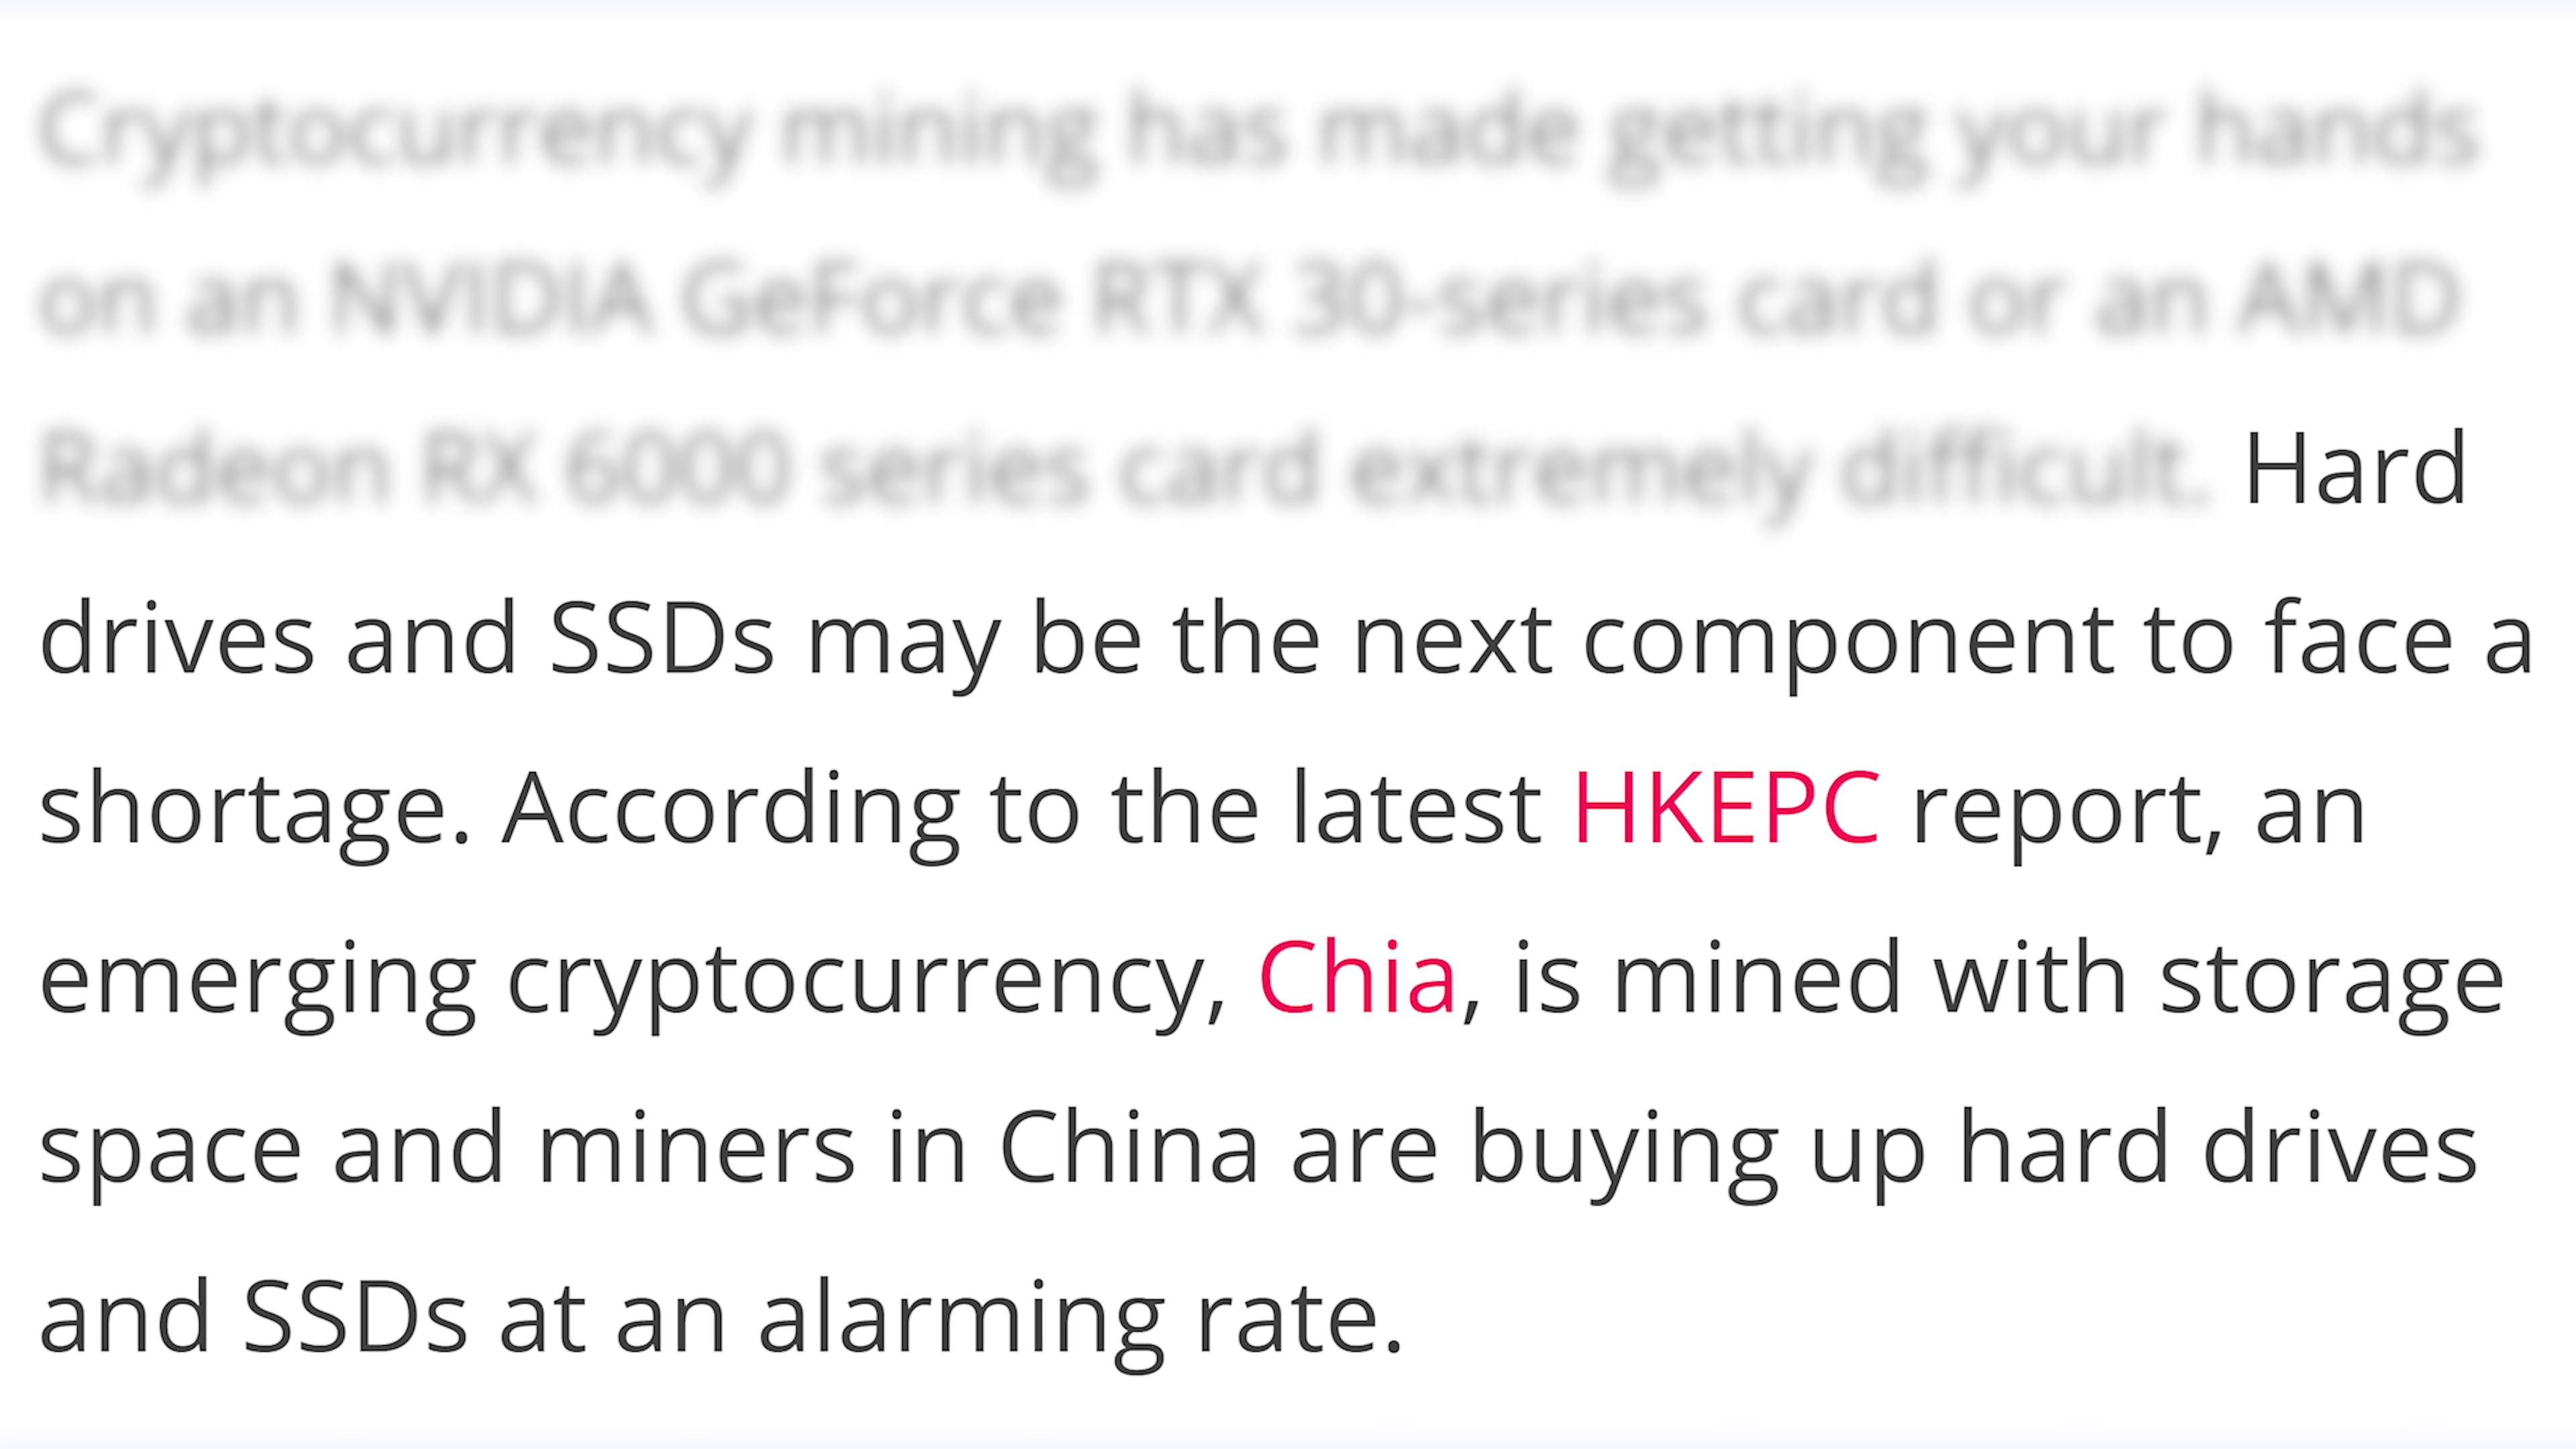 Cryptocurrency mining has made getting your hands
on an NVIDIA GeForce RTX 30-series card or an AMD
Radeon RX 6000 series card extremely difficult. Hard
drives and SSDs may be the next component to face a
shortage. According to the latest HKEPC report, an
emerging cryptocurrency, Chia, is mined with storage
space and miners in China are buying up hard drives
and SSDs at an alarming rate.